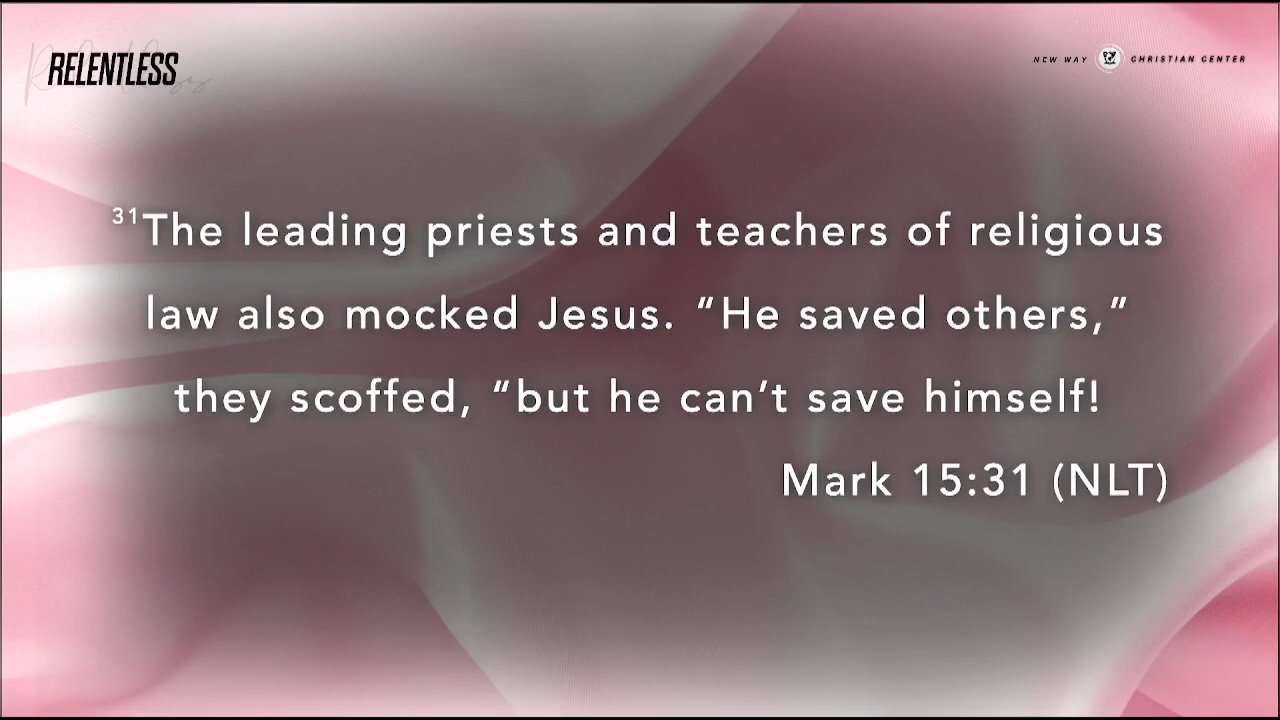 RELENTLESS
NEW WAY CHRISTIAN CENTER
31The leading priests and teachers of religious
law also mocked Jesus. “He saved others,”
they scoffed, “but he can’t save himself!
Mark 15:31 (NLT)